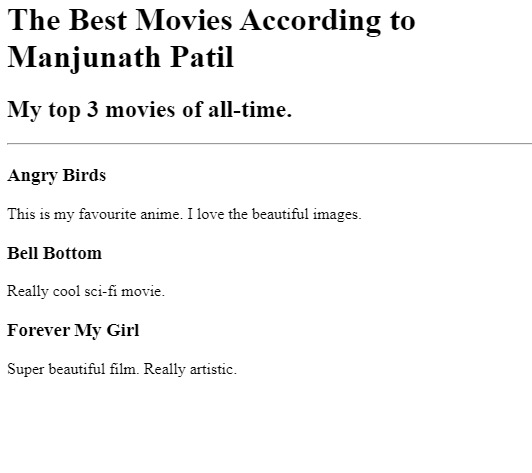 The Best Movies According to
Manjunath Patil
My top 3 movies of all-time.
Angry Birds
This is my favourite anime. I love the beautiful images.
Bell Bottom
Really cool sci-fi movie.
Forever My Girl
Super beautiful film. Really artistic.